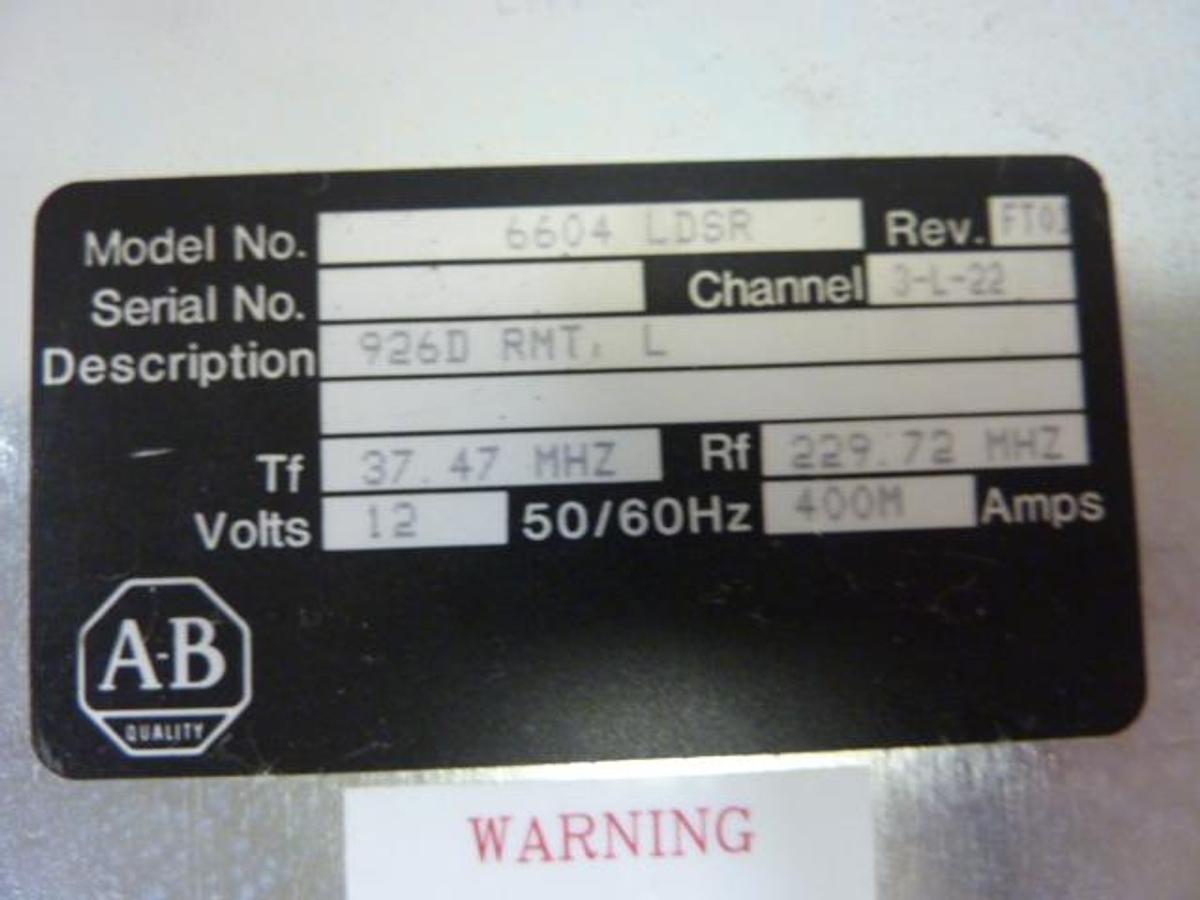 Model No. 6604 LDSR Rev. FT01
Serial No. Channel 3-L-22
Description 926D RMT. L
Tf 37.47 MHZ Rf 229.72 MHZ
Volts 12 50/60Hz 400M Amps
A-B
QUALITY
WARNING